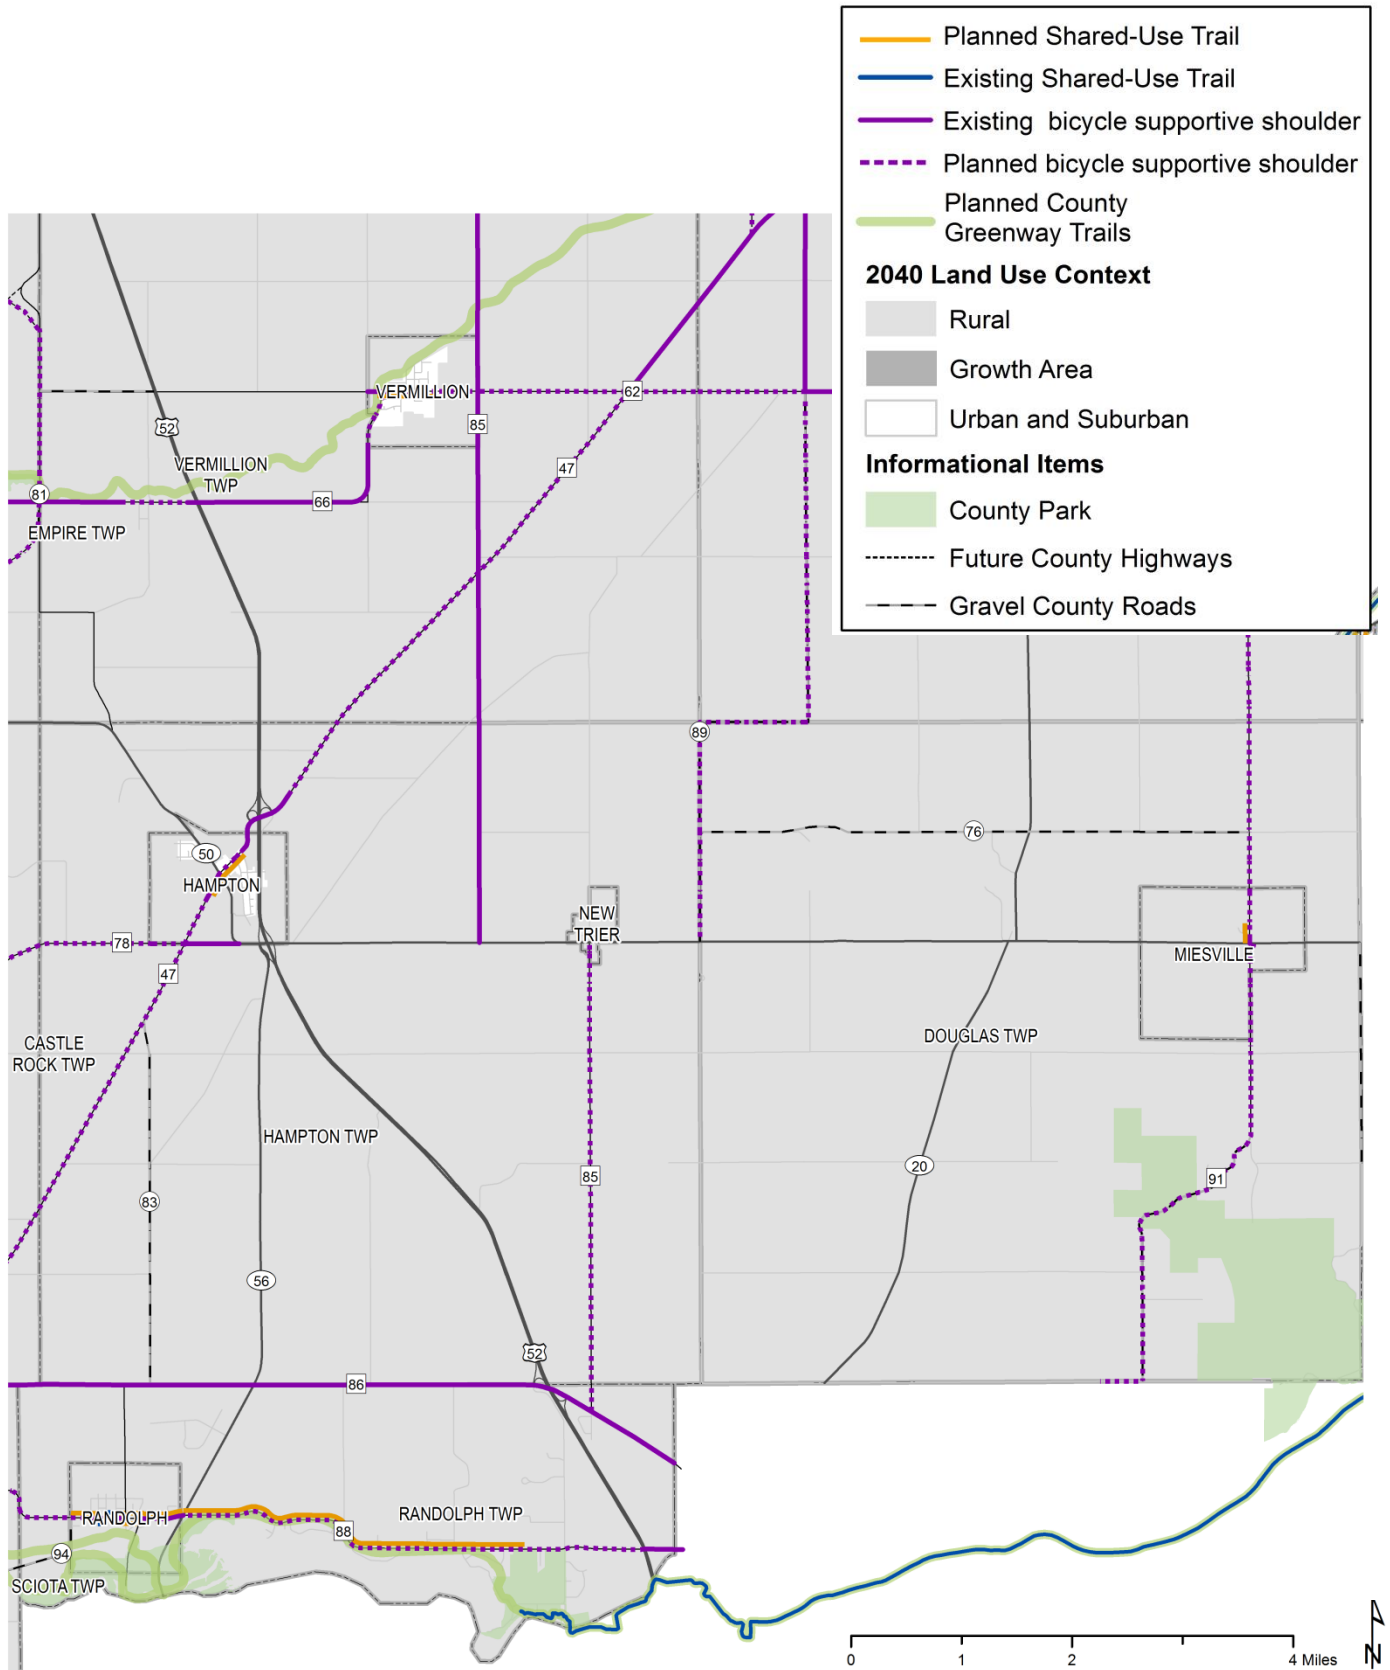 Planned Shared-Use Trail
Existing Shared-Use Trail
Existing bicycle supportive shoulder
Planned bicycle supportive shoulder
Planned County
Greenway Trails
2040 Land Use Context
Rural
Growth Area
Urban and Suburban
Informational Items
County Park
Future County Highways
Gravel County Roads
VERMILLION
62
85
52
47
VERMILLION
TWP
81
66
EMPIRE TWP
89
76
50
HAMPTON
NEW
TRIER
78
MIESVILLE
47
CASTLE
ROCK TWP
DOUGLAS TWP
HAMPTON TWP
20
85
91
83
56
52
86
RANDOLPH
RANDOLPH TWP
88
94
SCIOTA TWP
0 1 2 4 Miles
N